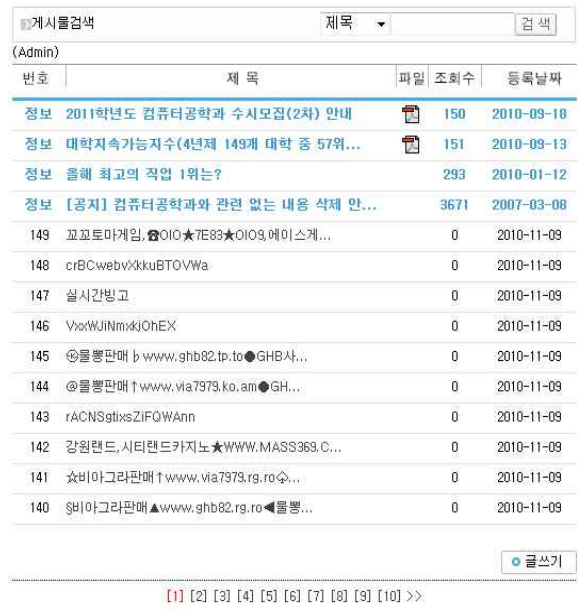 게시물검색 제목 검 색
(Admin)
번호 제 목 파일 조회수 등록날짜
정보 2011학년도 컴퓨터공학과 수시모집(2차) 안내 150 2010-09-18
정보 대학지속가능지수(4년제 149개 대학 중 57위... 151 2010-09-13
정보 올해 최고의 직업 1위는? 293 2010-01-12
정보 [공지] 컴퓨터공학과와 관련 없는 내용 삭제 안... 3671 2007-03-08
149 꼬꼬토마게임,☎OIO★7E83★OIO9,에이스게... 0 2010-11-09
148 crBCwebvXkkuBTOVWa 0 2010-11-09
147 실시간빙고 0 2010-11-09
146 VxxWJiNmxkjOhEX 0 2010-11-09
145 ㉿물뽕판매♭www.ghb82.tp.to●GHB사... 0 2010-11-09
144 @물뽕판매↑www.via7979.ko.am●GH... 0 2010-11-09
143 rACNSgtixsZiFQWAnn 0 2010-11-09
142 강원랜드,시티랜드카지노★WWW.MASS369.C... 0 2010-11-09
141 ☆비아그라판매↑www.via7979.rg.ro♤... 0 2010-11-09
140 §비아그라판매▲www.ghb82.rg.ro◀물뽕... 0 2010-11-09
글쓰기
[1] [2] [3] [4] [5] [6] [7] [8] [9] [10] >>